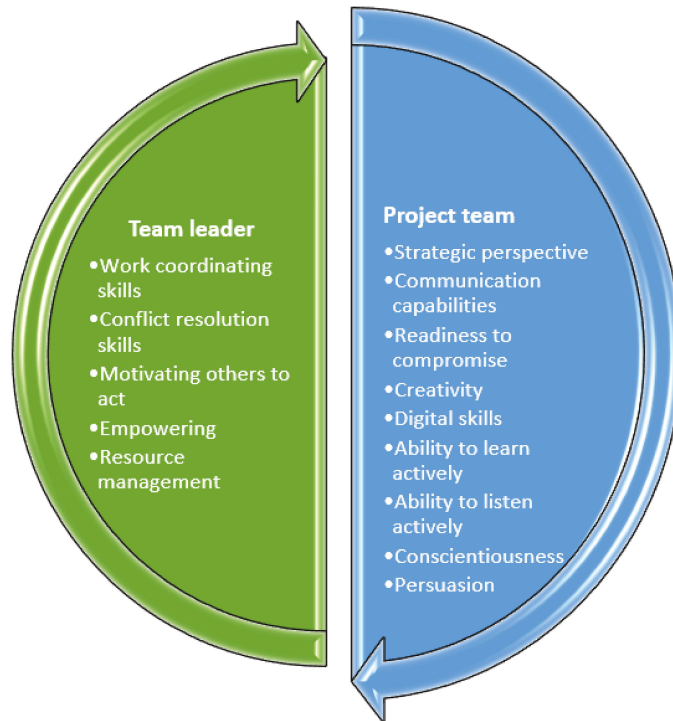 Team leader
•Work coordinating
skills
•Conflict resolution
skills
•Motivating others to
act
•Empowering
•Resource
management
Project team
•Strategic perspective
•Communication
capabilities
•Readiness to
compromise
•Creativity
•Digital skills
•Ability to learn
actively
•Ability to listen
actively
•Conscientiousness
•Persuasion